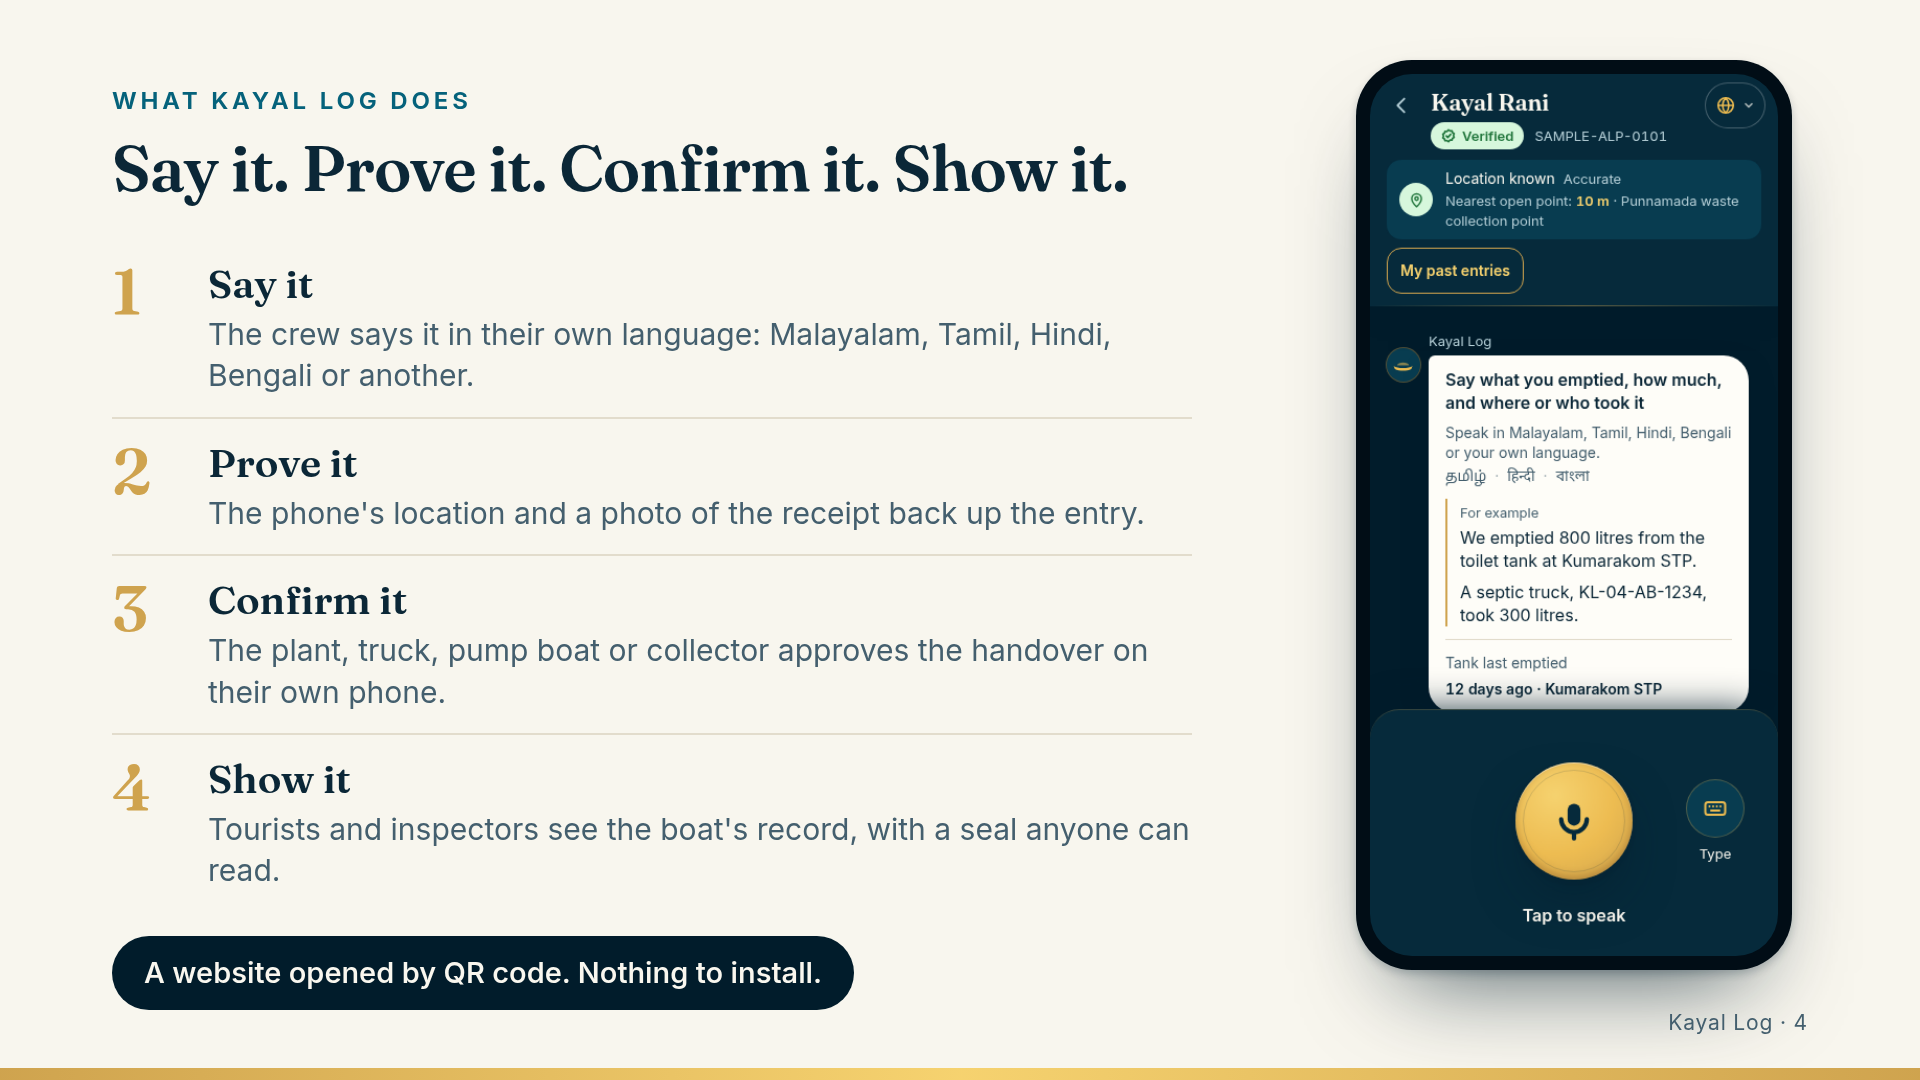 WHAT KAYAL LOG DOES
Say it. Prove it. Confirm it. Show it.
1
Say it
The crew says it in their own language: Malayalam, Tamil, Hindi,
Bengali or another.
2
Prove it
The phone's location and a photo of the receipt back up the entry.
3
Confirm it
The plant, truck, pump boat or collector approves the handover on
their own phone.
4
Show it
Tourists and inspectors see the boat's record, with a seal anyone can
read.
A website opened by QR code. Nothing to install.
Kayal Rani
Verified SAMPLE-ALP-0101
Location known Accurate
Nearest open point: 10 m · Punnamada waste
collection point
My past entries
Kayal Log
Say what you emptied, how much,
and where or who took it
Speak in Malayalam, Tamil, Hindi, Bengali
or your own language.
தமிழ் · हिन्दी · বাংলা
For example
We emptied 800 litres from the
toilet tank at Kumarakom STP.
A septic truck, KL-04-AB-1234,
took 300 litres.
Tank last emptied
12 days ago · Kumarakom STP
Type
Tap to speak
Kayal Log · 4